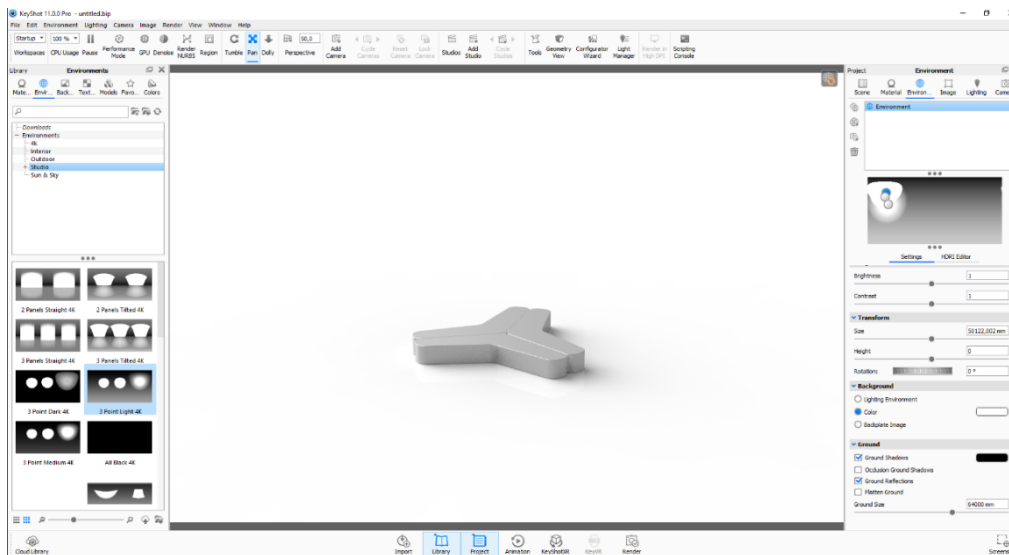 KeyShot 11.0.0 Pro - untitled.bip
File Edit Environment Lighting Camera Image Render View Window Help
Startup 100 % 50,0
Workspaces CPU Usage Pause Performance Mode GPU Denoise Render NURBS Region Tumble Pan Dolly Perspective Add Camera Cycle Cameras Reset Camera Lock Camera Studios Add Studio Cycle Studios Tools Geometry View Configurator Wizard Light Manager Render in High DPI Scripting Console
Library Environments
Mate... Envir... Back... Text... Models Favo... Colors
Downloads
Environments
4k
Interior
Outdoor
Studio
Sun & Sky
2 Panels Straight 4K 2 Panels Tilted 4K
3 Panels Straight 4K 3 Panels Tilted 4K
3 Point Dark 4K 3 Point Light 4K
3 Point Medium 4K All Black 4K
Project Environment
Scene Material Environ... Image Lighting Came
Environment
Settings HDRI Editor
Brightness 1
Contrast 1
Transform
Size 50122,002 mm
Height 0
Rotations 0 °
Background
Lighting Environment
Color
Backplate Image
Ground
Ground Shadows
Occlusion Ground Shadows
Ground Reflections
Flatten Ground
Ground Size 64000 mm
Cloud Library Import Library Project Animation KeyShotXR KeyVR Render Screens